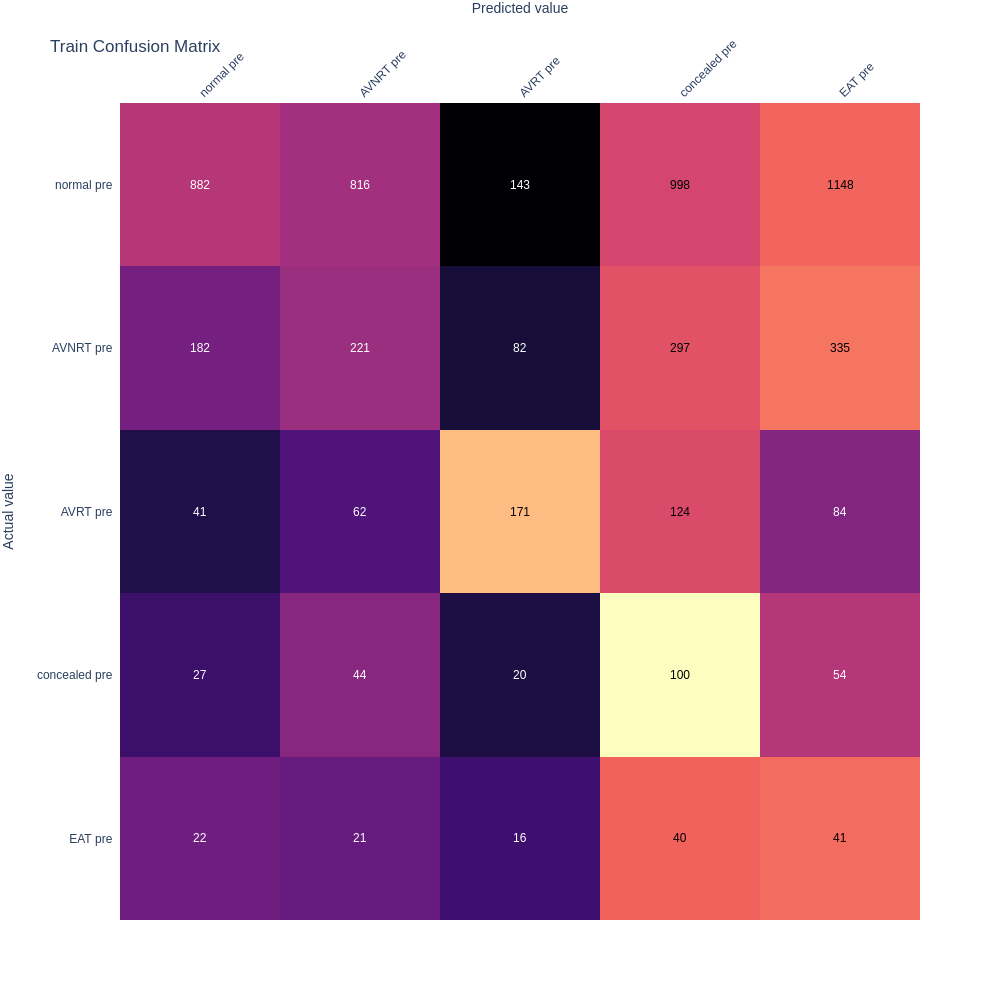 Predicted value
Train Confusion Matrix
normal pre AVNRT pre AVRT pre concealed pre EAT pre
normal pre 882 816 143 998 1148
AVNRT pre 182 221 82 297 335
Actual value
AVRT pre 41 62 171 124 84
concealed pre 27 44 20 100 54
EAT pre 22 21 16 40 41